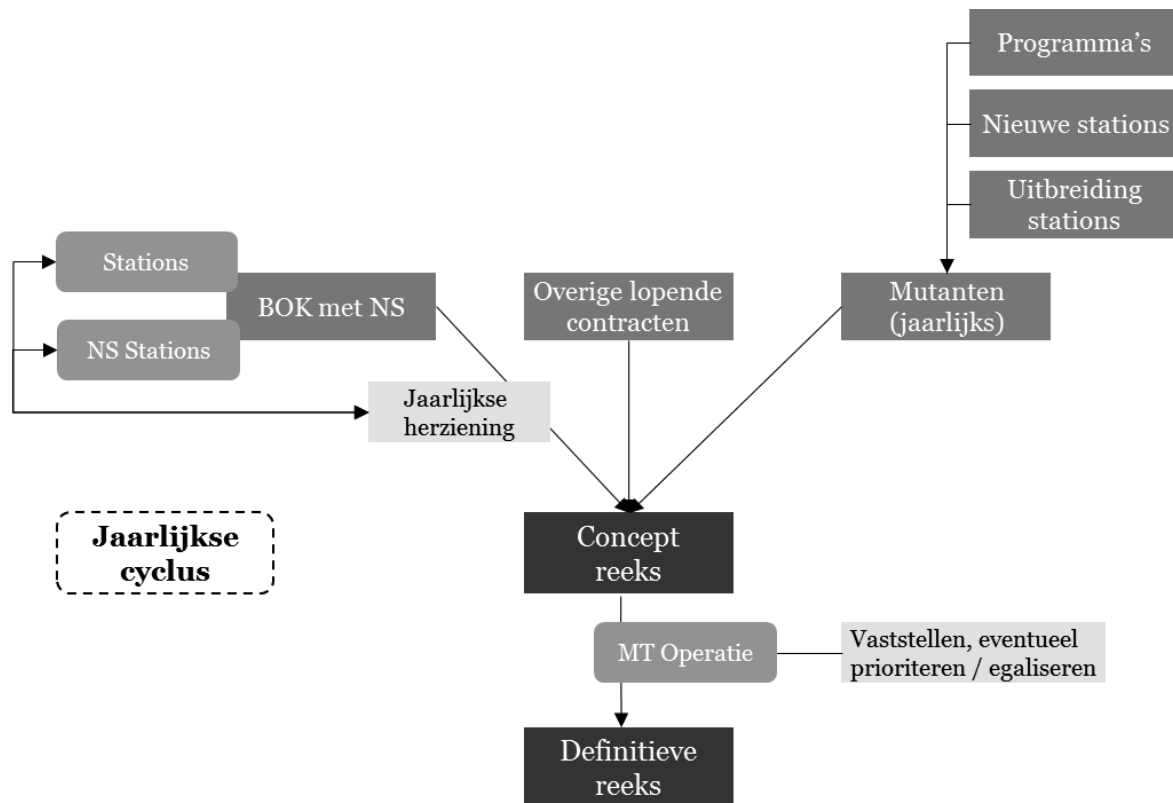 Programma’s
Nieuwe stations
Uitbreiding
stations
Stations
BOK met NS
NS Stations
Overige lopende
contracten
Mutanten
(jaarlijks)
Jaarlijkse
herziening
Jaarlijkse
cyclus
Concept
reeks
MT Operatie
Vaststellen, eventueel
prioriteren / egaliseren
Definitieve
reeks